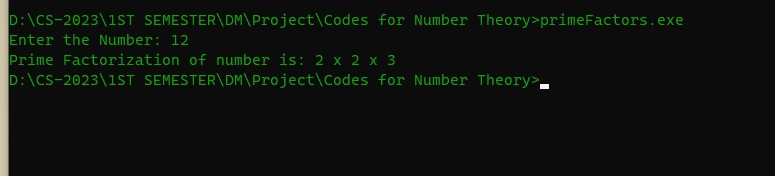 D:\CS-2023\1ST SEMESTER\DM\Project\Codes for Number Theory>primeFactors.exe
Enter the Number: 12
Prime Factorization of number is: 2 x 2 x 3
D:\CS-2023\1ST SEMESTER\DM\Project\Codes for Number Theory>